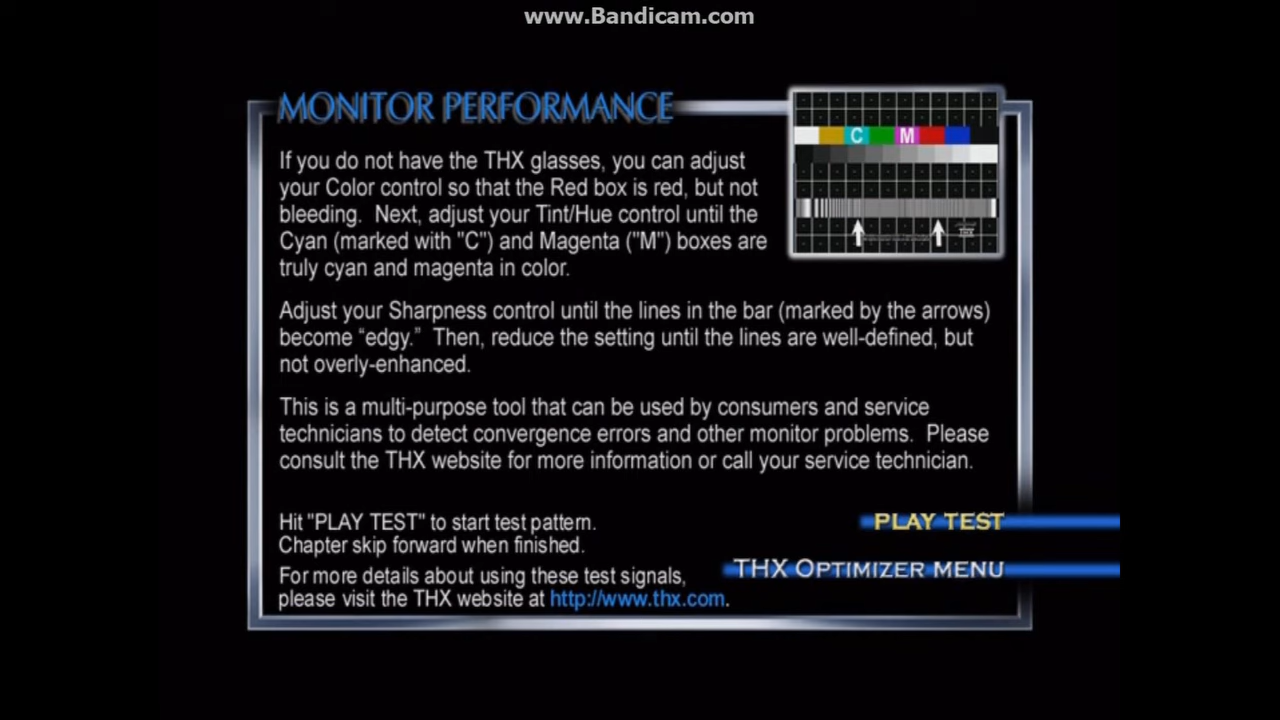 www.Bandicam.com
MONITOR PERFORMANCE
If you do not have the THX glasses, you can adjust
your Color control so that the Red box is red, but not
bleeding.  Next, adjust your Tint/Hue control until the
Cyan (marked with "C") and Magenta ("M") boxes are
truly cyan and magenta in color.
C M
THX
Adjust your Sharpness control until the lines in the bar (marked by the arrows)
become “edgy.”  Then, reduce the setting until the lines are well-defined, but
not overly-enhanced.
This is a multi-purpose tool that can be used by consumers and service
technicians to detect convergence errors and other monitor problems.  Please
consult the THX website for more information or call your service technician.
Hit "PLAY TEST" to start test pattern.
Chapter skip forward when finished.
PLAY TEST
For more details about using these test signals,
please visit the THX website at http://www.thx.com.
THX OPTIMIZER MENU